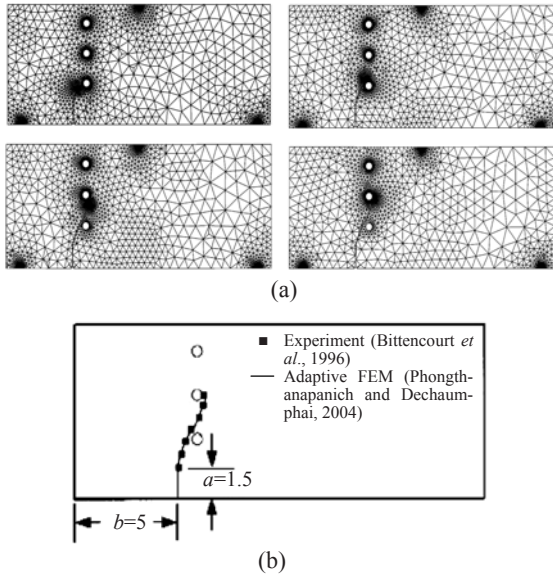 (a)
■ Experiment (Bittencourt et
al., 1996)
— Adaptive FEM (Phongth-
anapanich and Dechaum-
phai, 2004)
a=1.5
b=5
(b)